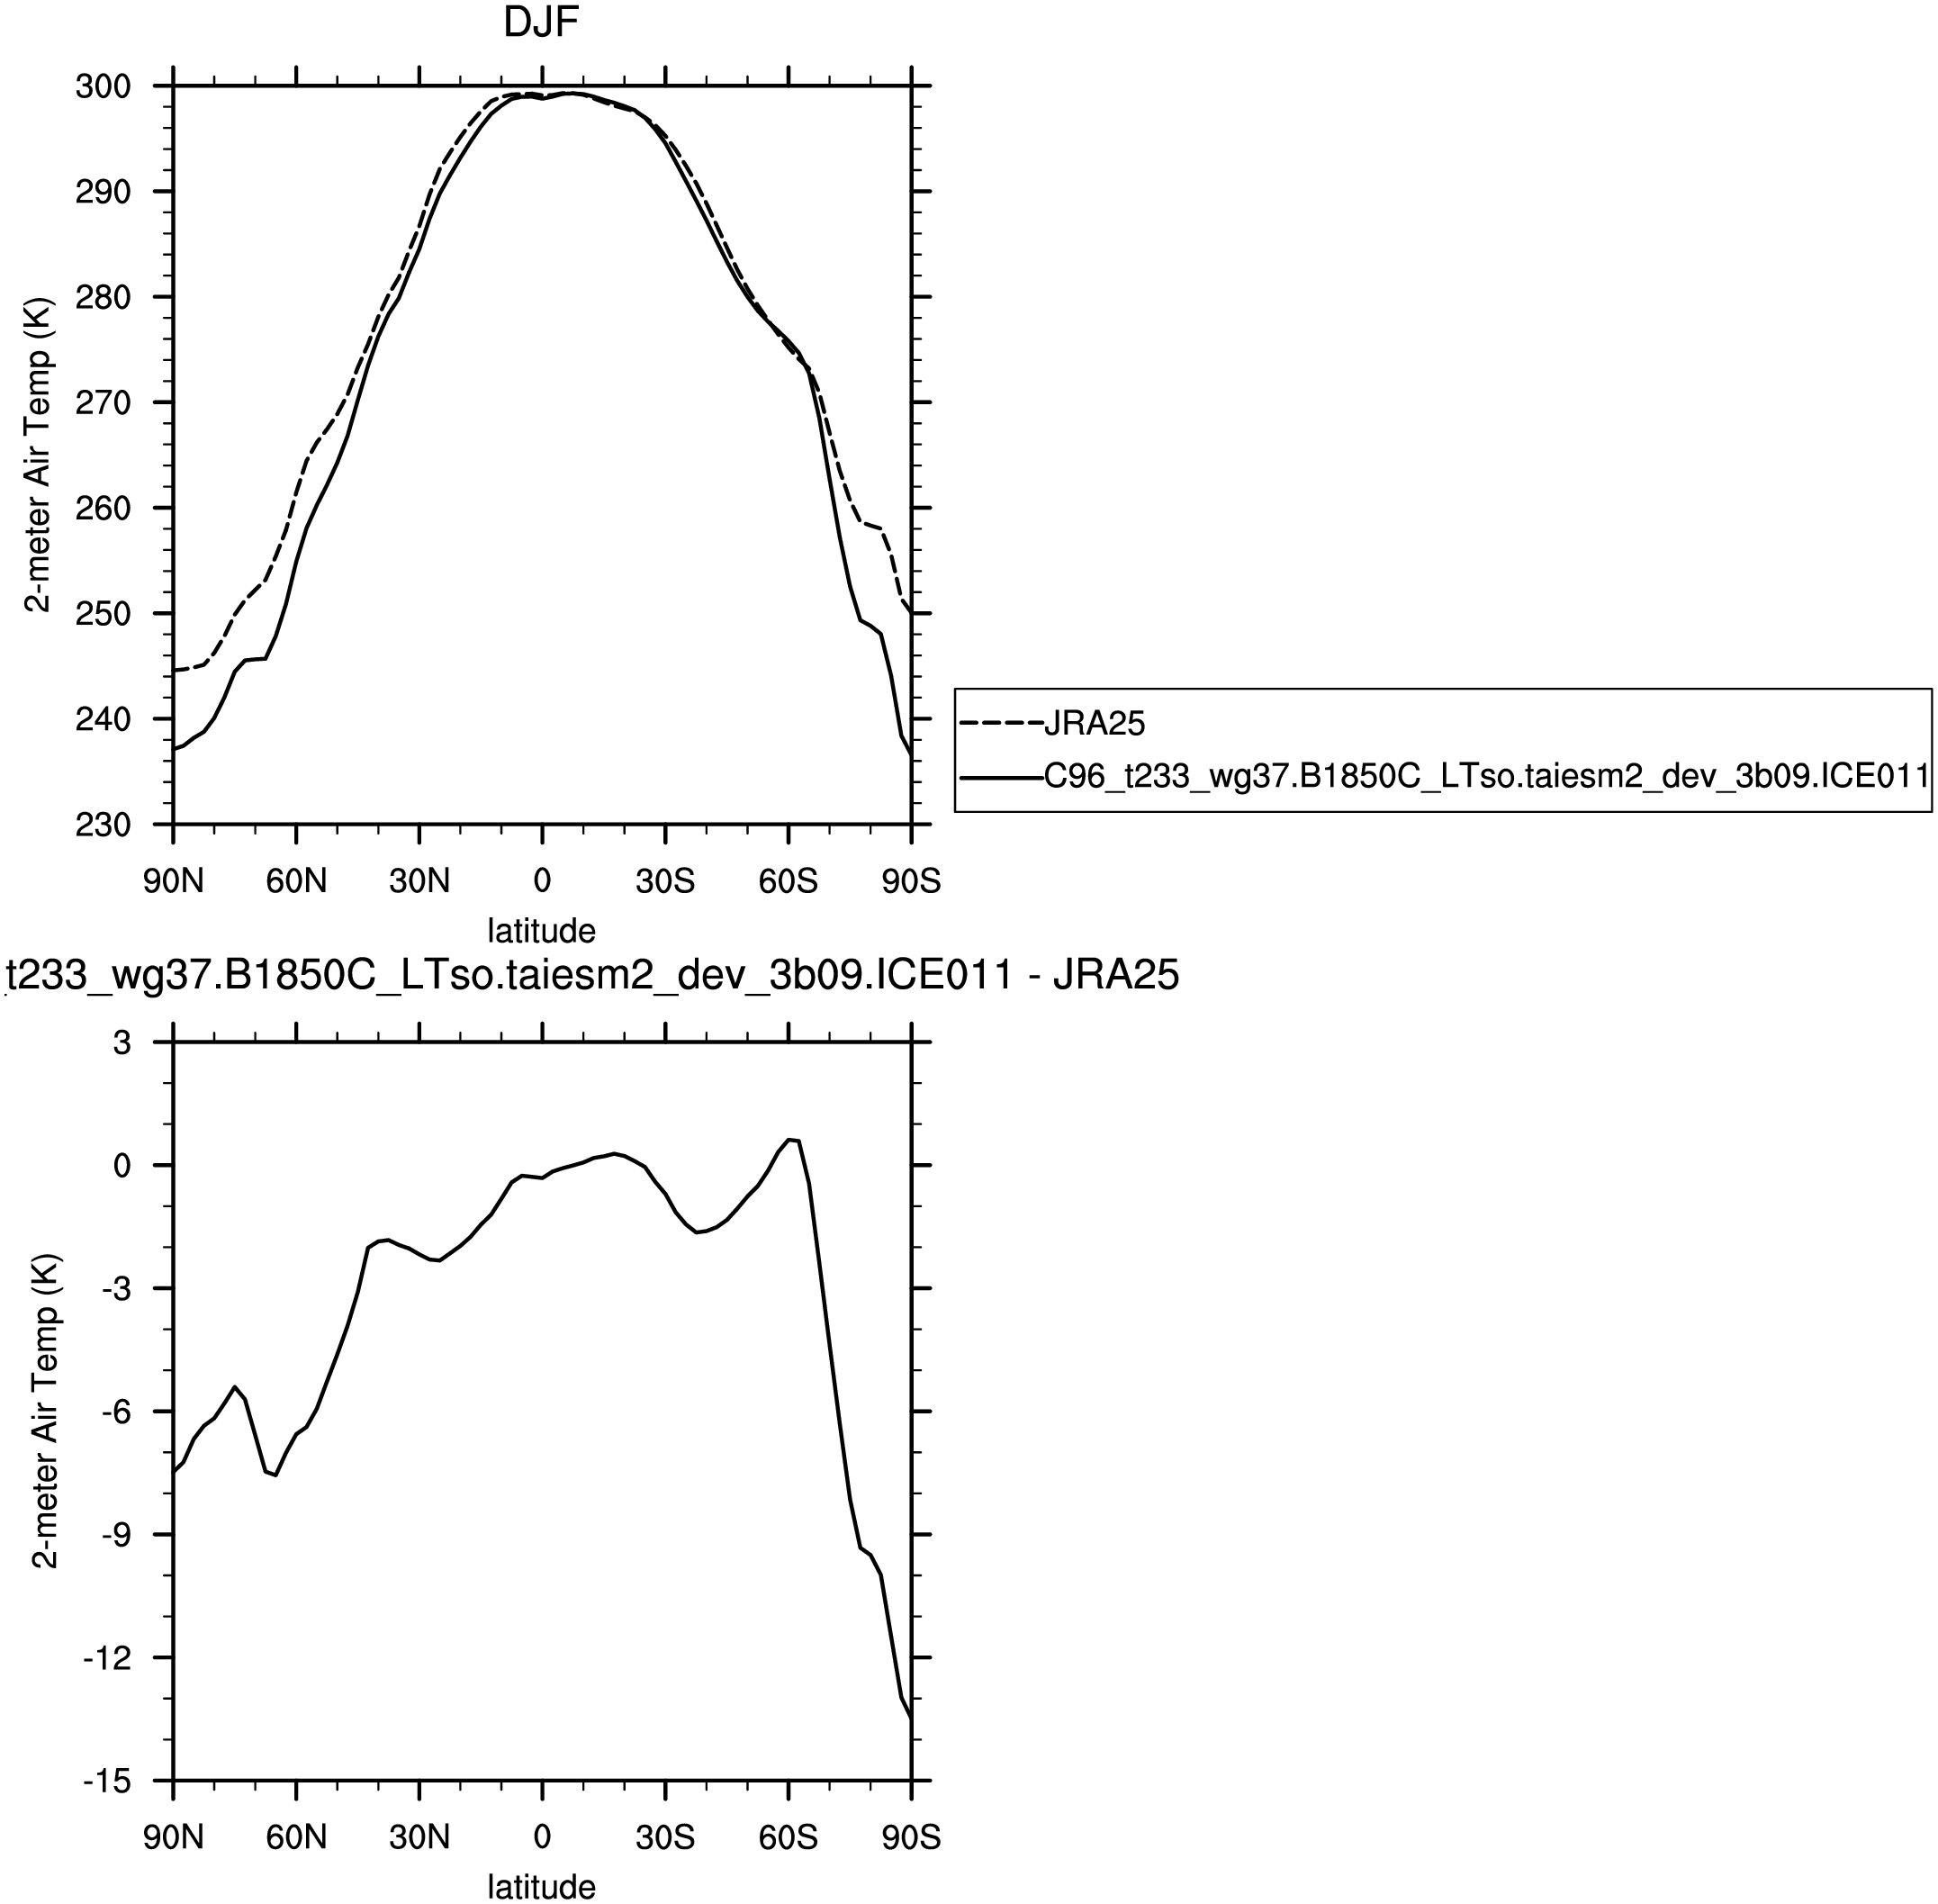 DJF
300
290
280
270
260
250
240
230
2-meter Air Temp (K)
90N 60N 30N 0 30S 60S 90S
latitude
JRA25
C96_t233_wg37.B1850C_LTso.taiesm2_dev_3b09.ICE011
t233_wg37.B1850C_LTso.taiesm2_dev_3b09.ICE011 - JRA25
3
0
-3
-6
-9
-12
-15
2-meter Air Temp (K)
90N 60N 30N 0 30S 60S 90S
latitude